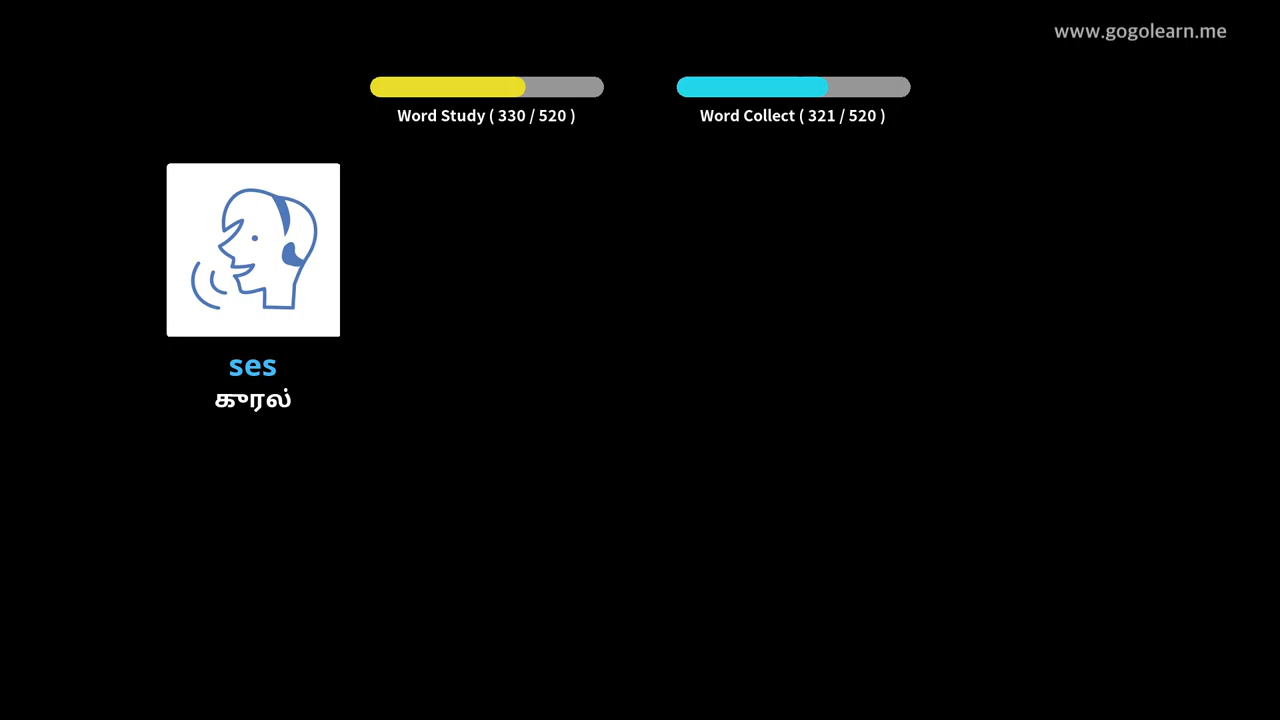 www.gogolearn.me
Word Study ( 330 / 520 )
Word Collect ( 321 / 520 )
ses
குரல்